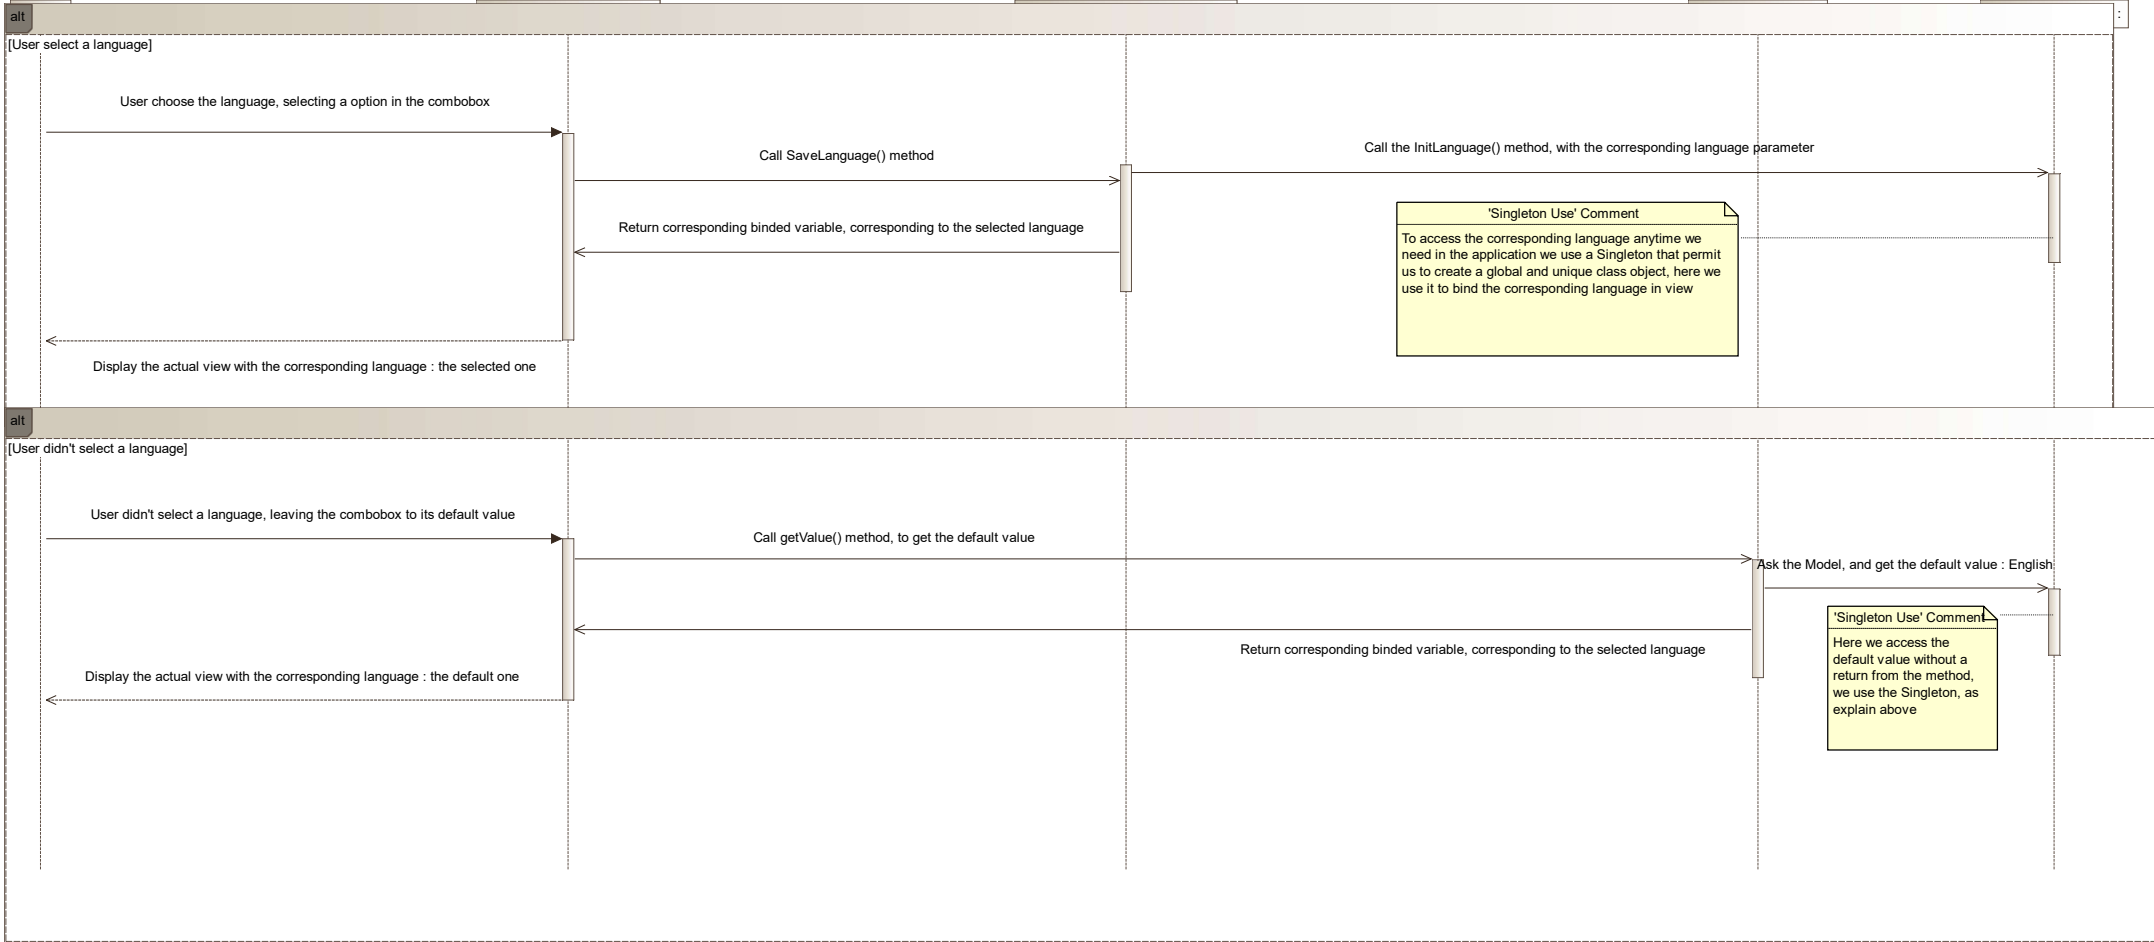 alt
:
[User select a language]
User choose the language, selecting a option in the combobox
Call SaveLanguage() method
Call the InitLanguage() method, with the corresponding language parameter
'Singleton Use' Comment
To access the corresponding language anytime we
need in the application we use a Singleton that permit
us to create a global and unique class object, here we
use it to bind the corresponding language in view
Return corresponding binded variable, corresponding to the selected language
Display the actual view with the corresponding language : the selected one
alt
[User didn't select a language]
User didn't select a language, leaving the combobox to its default value
Call getValue() method, to get the default value
Ask the Model, and get the default value : English
'Singleton Use' Comment
Here we access the
default value without a
return from the method,
we use the Singleton, as
explain above
Return corresponding binded variable, corresponding to the selected language
Display the actual view with the corresponding language : the default one